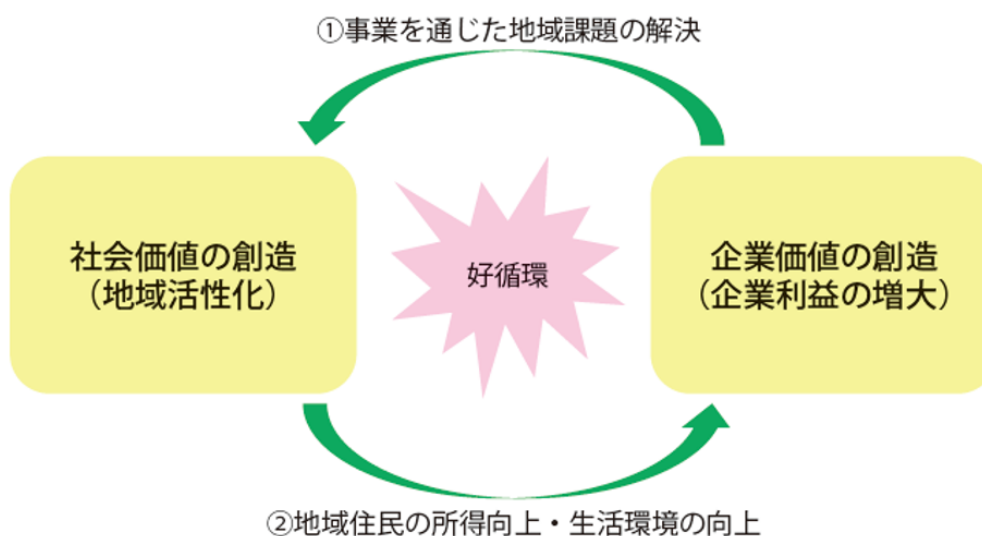 ①事業を通じた地域課題の解決
社会価値の創造
（地域活性化）
好循環
企業価値の創造
（企業利益の増大）
②地域住民の所得向上・生活環境の向上